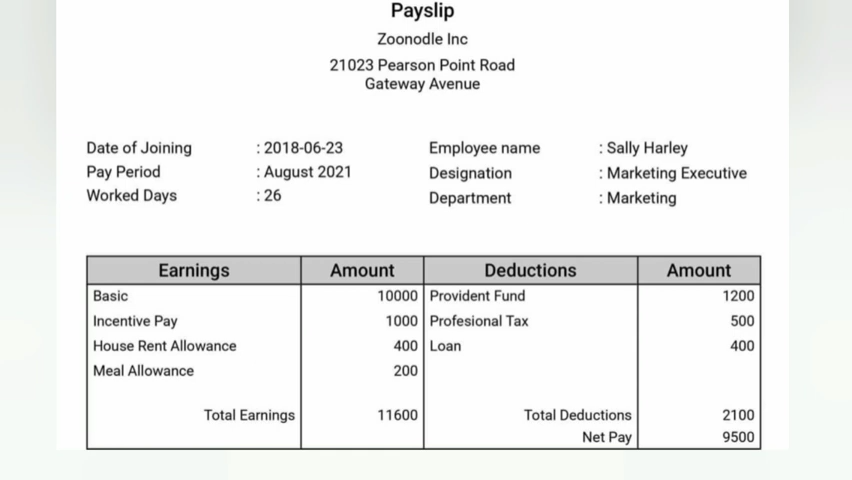 Payslip
Zoonodle Inc
21023 Pearson Point Road
Gateway Avenue
Date of Joining : 2018-06-23 Employee name : Sally Harley
Pay Period : August 2021 Designation : Marketing Executive
Worked Days : 26 Department : Marketing
Earnings Amount Deductions Amount
Basic 10000 Provident Fund 1200
Incentive Pay 1000 Profesional Tax 500
House Rent Allowance 400 Loan 400
Meal Allowance 200
Total Earnings 11600 Total Deductions 2100
Net Pay 9500